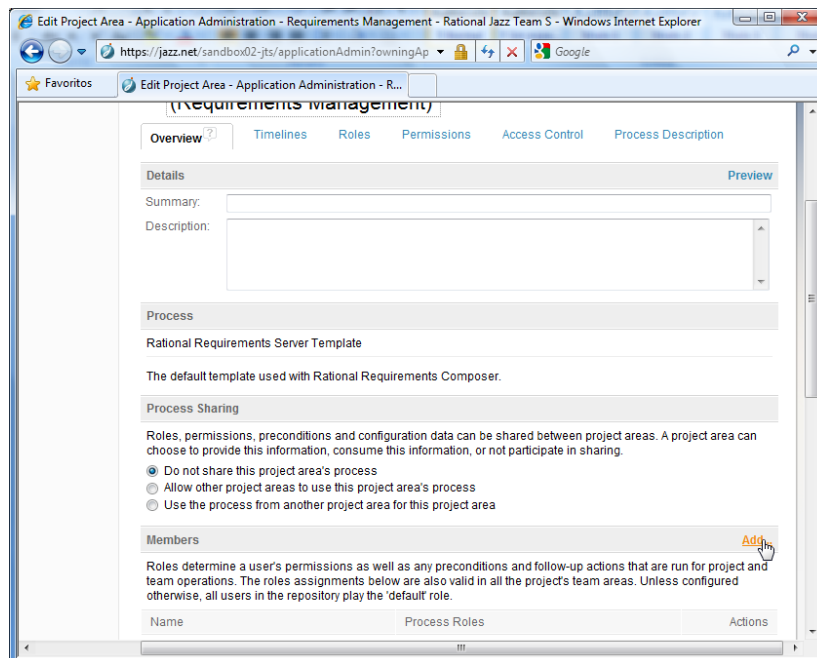 Edit Project Area - Application Administration - Requirements Management - Rational Jazz Team S - Windows Internet Explorer
https://jazz.net/sandbox02-jts/applicationAdmin?owningAp
Google
Favoritos
Edit Project Area - Application Administration - R...
(Requirements Management)
Overview ?
Timelines
Roles
Permissions
Access Control
Process Description
Details
Preview
Summary:
Description:
Process
Rational Requirements Server Template
The default template used with Rational Requirements Composer.
Process Sharing
Roles, permissions, preconditions and configuration data can be shared between project areas. A project area can
choose to provide this information, consume this information, or not participate in sharing.
Do not share this project area's process
Allow other project areas to use this project area's process
Use the process from another project area for this project area
Members
Add...
Roles determine a user's permissions as well as any preconditions and follow-up actions that are run for project and
team operations. The roles assignments below are also valid in all the project's team areas. Unless configured
otherwise, all users in the repository play the 'default' role.
Name
Process Roles
Actions